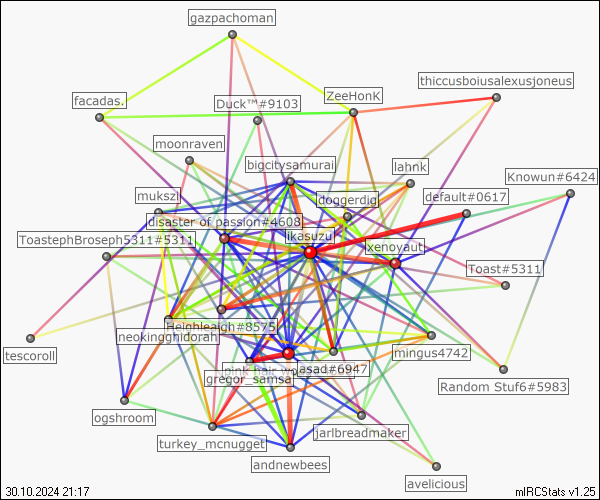 gazpachoman
thiccusboiusalexusjoneus
ZeeHonK
facadas.
Duck™#9103
moonraven
bigcitysamurai
lahnk
Knowun#6424
mukszi
doggerdig
default#0617
disaster of passion#4608
likasuzu
ToastephBroseph5311#5311
xenoyaut
Toast#5311
Heighleaigh#8575
neokingghidorah
mingus4742
tescoroll
pink hair wo
asad#6947
gregor_samsa
Random Stuf6#5983
ogshroom
jarlbreadmaker
turkey_mcnugget
andnewbees
avelicious
30.10.2024 21:17
mIRCStats v1.25